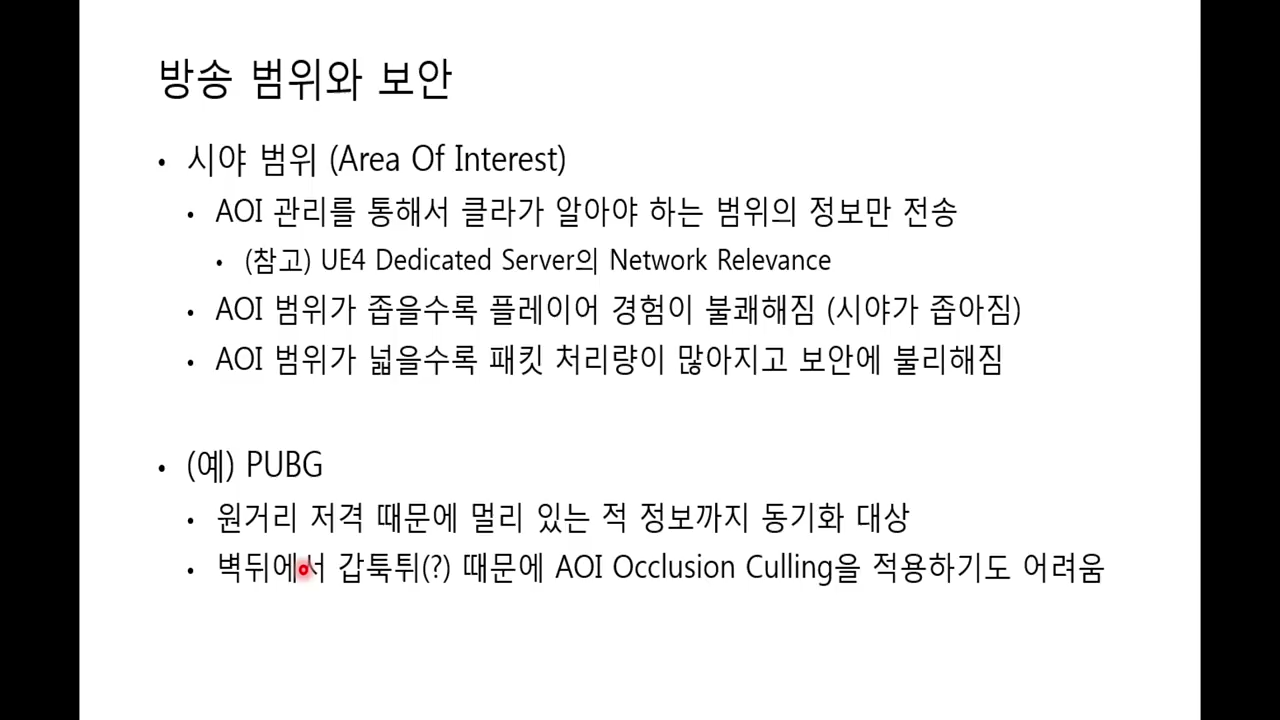 방송 범위와 보안
• 시야 범위 (Area Of Interest)
• AOI 관리를 통해서 클라가 알아야 하는 범위의 정보만 전송
• (참고) UE4 Dedicated Server의 Network Relevance
• AOI 범위가 좁을수록 플레이어 경험이 불쾌해짐 (시야가 좁아짐)
• AOI 범위가 넓을수록 패킷 처리량이 많아지고 보안에 불리해짐
• (예) PUBG
• 원거리 저격 때문에 멀리 있는 적 정보까지 동기화 대상
• 벽뒤에서 갑툭튀(?) 때문에 AOI Occlusion Culling을 적용하기도 어려움